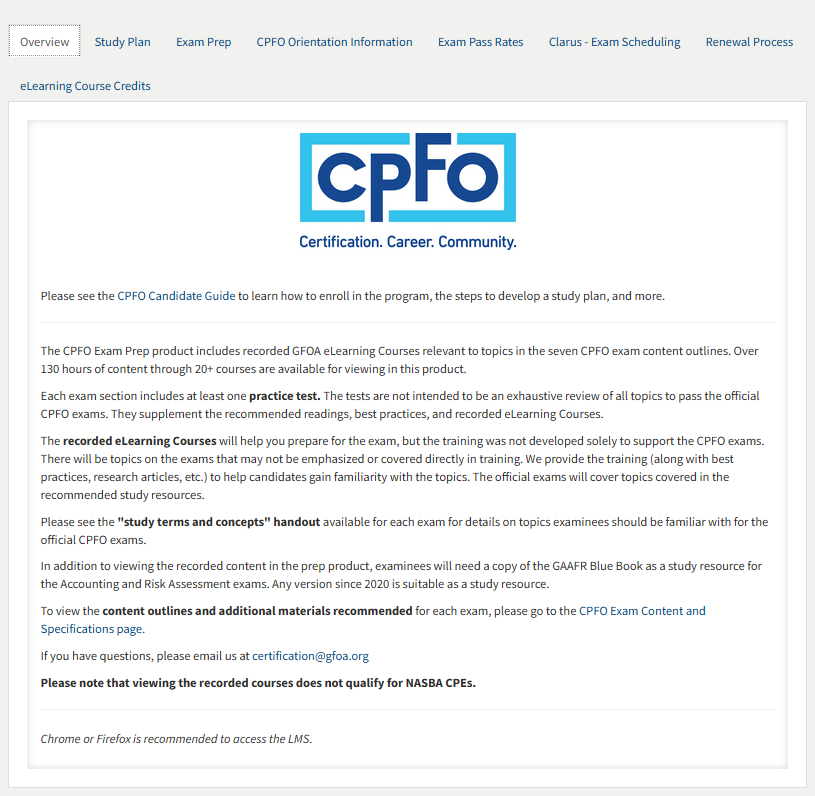 Overview Study Plan Exam Prep CPFO Orientation Information Exam Pass Rates Clarus - Exam Scheduling Renewal Process
eLearning Course Credits
CPFO
Certification. Career. Community.
Please see the CPFO Candidate Guide to learn how to enroll in the program, the steps to develop a study plan, and more.
The CPFO Exam Prep product includes recorded GFOA eLearning Courses relevant to topics in the seven CPFO exam content outlines. Over
130 hours of content through 20+ courses are available for viewing in this product.
Each exam section includes at least one practice test. The tests are not intended to be an exhaustive review of all topics to pass the official
CPFO exams. They supplement the recommended readings, best practices, and recorded eLearning Courses.
The recorded eLearning Courses will help you prepare for the exam, but the training was not developed solely to support the CPFO exams.
There will be topics on the exams that may not be emphasized or covered directly in training. We provide the training (along with best
practices, research articles, etc.) to help candidates gain familiarity with the topics. The official exams will cover topics covered in the
recommended study resources.
Please see the "study terms and concepts" handout available for each exam for details on topics examinees should be familiar with for the
official CPFO exams.
In addition to viewing the recorded content in the prep product, examinees will need a copy of the GAAFR Blue Book as a study resource for
the Accounting and Risk Assessment exams. Any version since 2020 is suitable as a study resource.
To view the content outlines and additional materials recommended for each exam, please go to the CPFO Exam Content and
Specifications page.
If you have questions, please email us at certification@gfoa.org
Please note that viewing the recorded courses does not qualify for NASBA CPEs.
Chrome or Firefox is recommended to access the LMS.